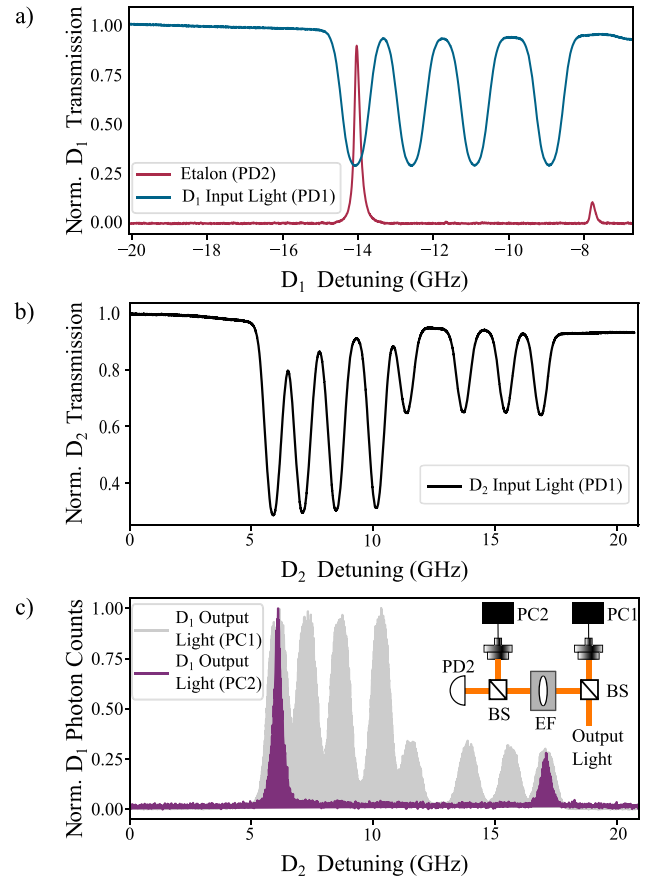 a)
Norm. D₁ Transmission
1.00
0.75
0.50
0.25
0.00
Etalon (PD2)
D₁ Input Light (PD1)
−20 −18 −16 −14 −12 −10 −8
D₁ Detuning (GHz)
b)
Norm. D₂ Transmission
1.0
0.8
0.6
0.4
D₂ Input Light (PD1)
0 5 10 15 20
D₂ Detuning (GHz)
c)
Norm. D₁ Photon Counts
1.00
0.75
0.50
0.25
0.00
D₁ Output
Light (PC1)
D₁ Output
Light (PC2)
PC2 PC1
PD2
BS
EF
BS
Output
Light
0 5 10 15 20
D₂ Detuning (GHz)